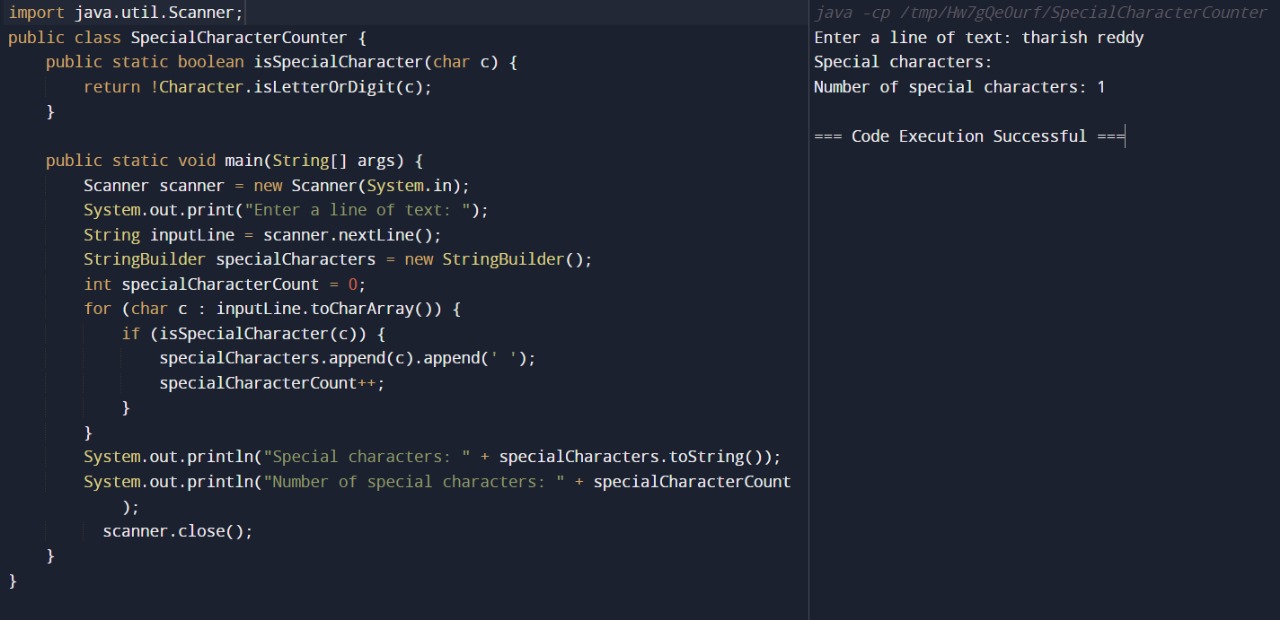 import java.util.Scanner;
public class SpecialCharacterCounter {
    public static boolean isSpecialCharacter(char c) {
        return !Character.isLetterOrDigit(c);
    }
    public static void main(String[] args) {
        Scanner scanner = new Scanner(System.in);
        System.out.print("Enter a line of text: ");
        String inputLine = scanner.nextLine();
        StringBuilder specialCharacters = new StringBuilder();
        int specialCharacterCount = 0;
        for (char c : inputLine.toCharArray()) {
            if (isSpecialCharacter(c)) {
                specialCharacters.append(c).append(' ');
                specialCharacterCount++;
            }
        }
        System.out.println("Special characters: " + specialCharacters.toString());
        System.out.println("Number of special characters: " + specialCharacterCount
            );
          scanner.close();
    }
}
java -cp /tmp/Hw7gQeOurf/SpecialCharacterCounter
Enter a line of text: tharish reddy
Special characters:
Number of special characters: 1
=== Code Execution Successful ===